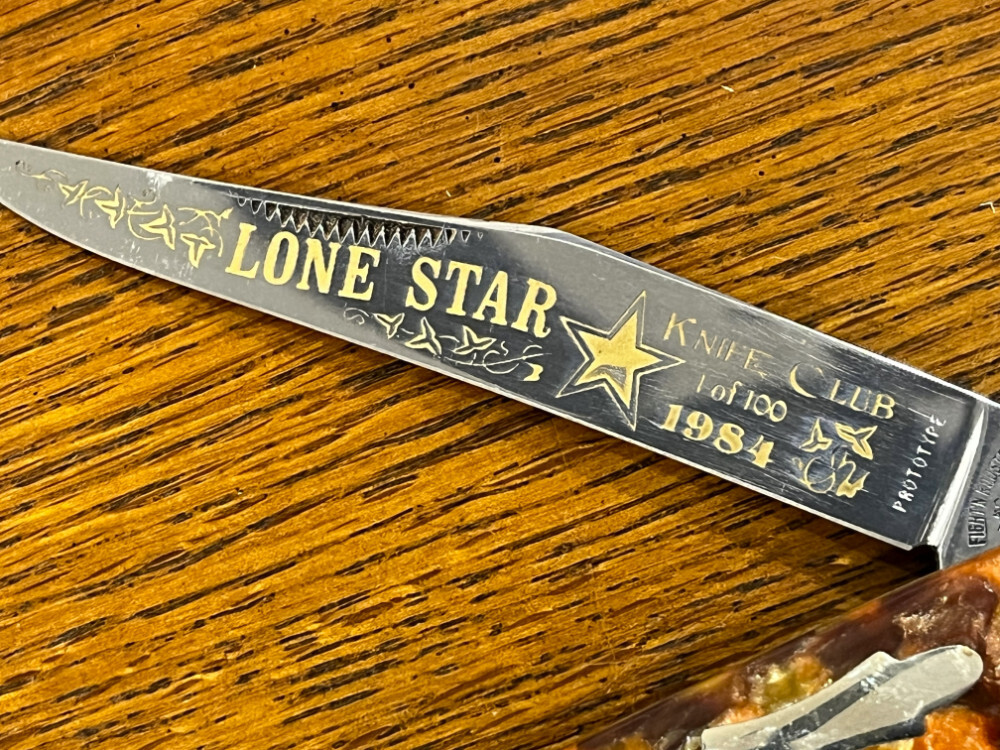 LONE STAR
KNIFE CLUB
1 of 100
1984
PROTOTYPE